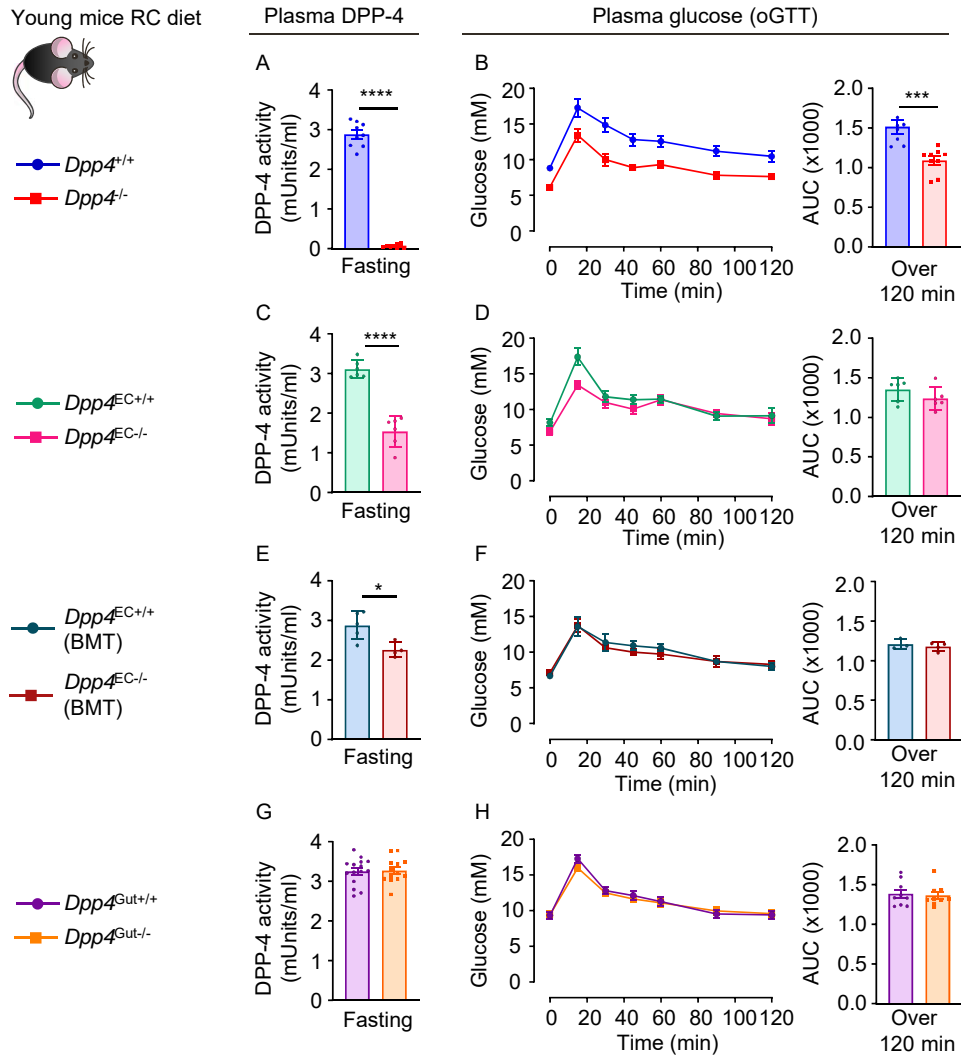 Young mice RC diet
Plasma DPP-4
Plasma glucose (oGTT)
Dpp4+/+
Dpp4-/-
A
DPP-4 activity
(mUnits/ml)
4
3
2
1
0
****
Fasting
B
Glucose (mM)
20
15
10
5
0
0 20 40 60 80 100 120
Time (min)
AUC (x1000)
2.0
1.5
1.0
0.5
0.0
***
Over
120 min
Dpp4EC+/+
Dpp4EC-/-
C
DPP-4 activity
(mUnits/ml)
4
3
2
1
0
****
Fasting
D
Glucose (mM)
20
15
10
5
0
0 20 40 60 80 100 120
Time (min)
AUC (x1000)
2.0
1.5
1.0
0.5
0.0
Over
120 min
Dpp4EC+/+
(BMT)
Dpp4EC-/-
(BMT)
E
DPP-4 activity
(mUnits/ml)
4
3
2
1
0
*
Fasting
F
Glucose (mM)
20
15
10
5
0
0 20 40 60 80 100 120
Time (min)
AUC (x1000)
2.0
1.5
1.0
0.5
0.0
Over
120 min
Dpp4Gut+/+
Dpp4Gut-/-
G
DPP-4 activity
(mUnits/ml)
4
3
2
1
0
Fasting
H
Glucose (mM)
20
15
10
5
0
0 20 40 60 80 100 120
Time (min)
AUC (x1000)
2.0
1.5
1.0
0.5
0.0
Over
120 min